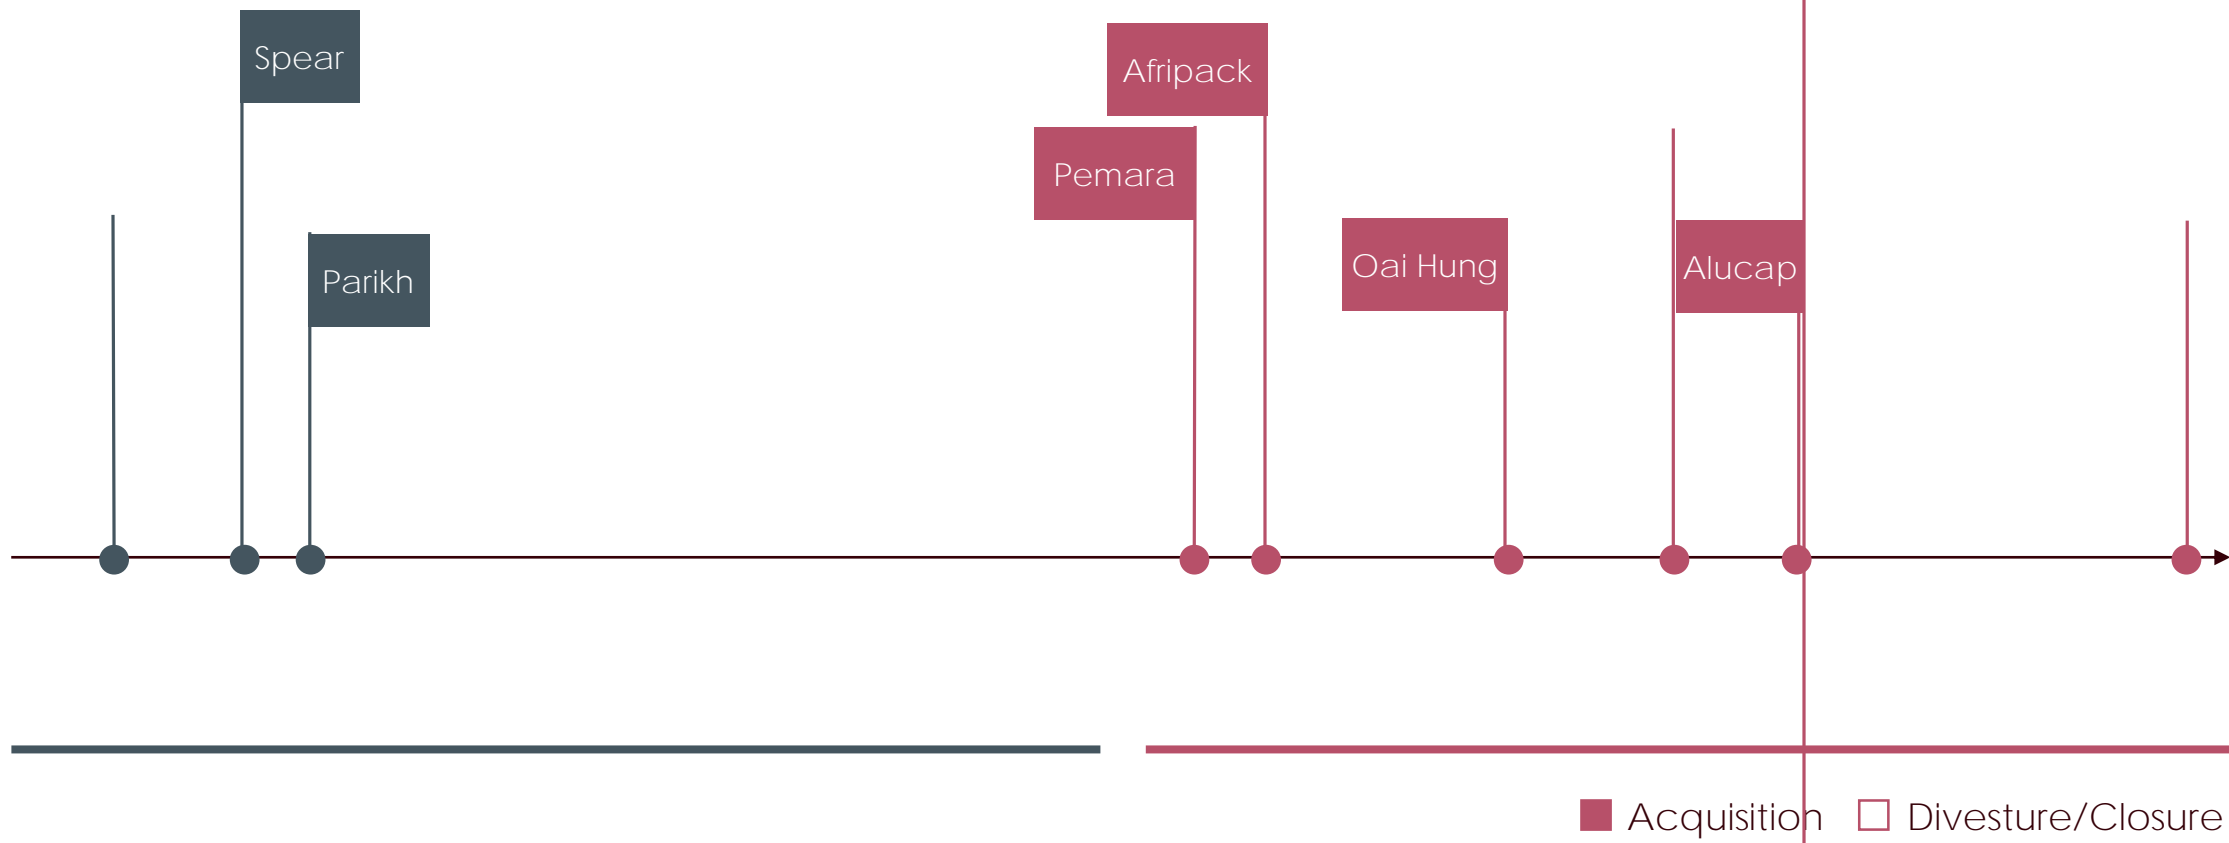 Spear
Afripack
Pemara
Parikh
Oai Hung
Alucap
Acquisition
Divesture/Closure